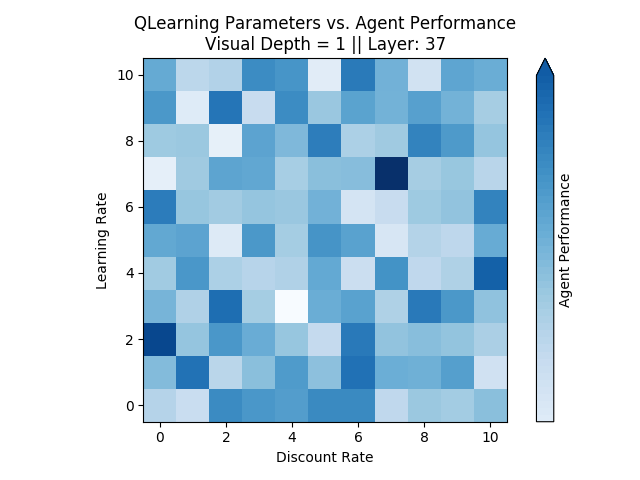 QLearning Parameters vs. Agent Performance
Visual Depth = 1 || Layer: 37
10
8
6
4
2
0
Learning Rate
0 2 4 6 8 10
Discount Rate
Agent Performance